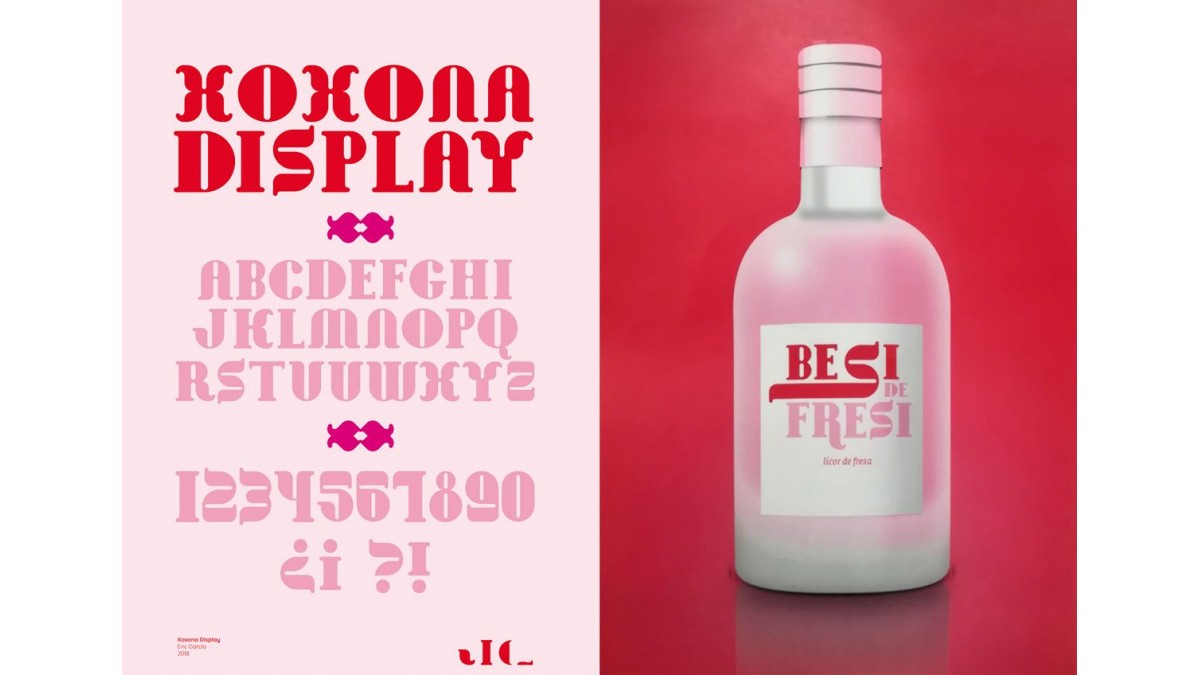 XOXONA
DISPLAY
ABCDEFGHI
JKLMNOPQ
RSTUVWXYZ
1234567890
¿¡ ?!
Xoxona Display
Eric García
2018
BESI
DE
FRESI
licor de fresa